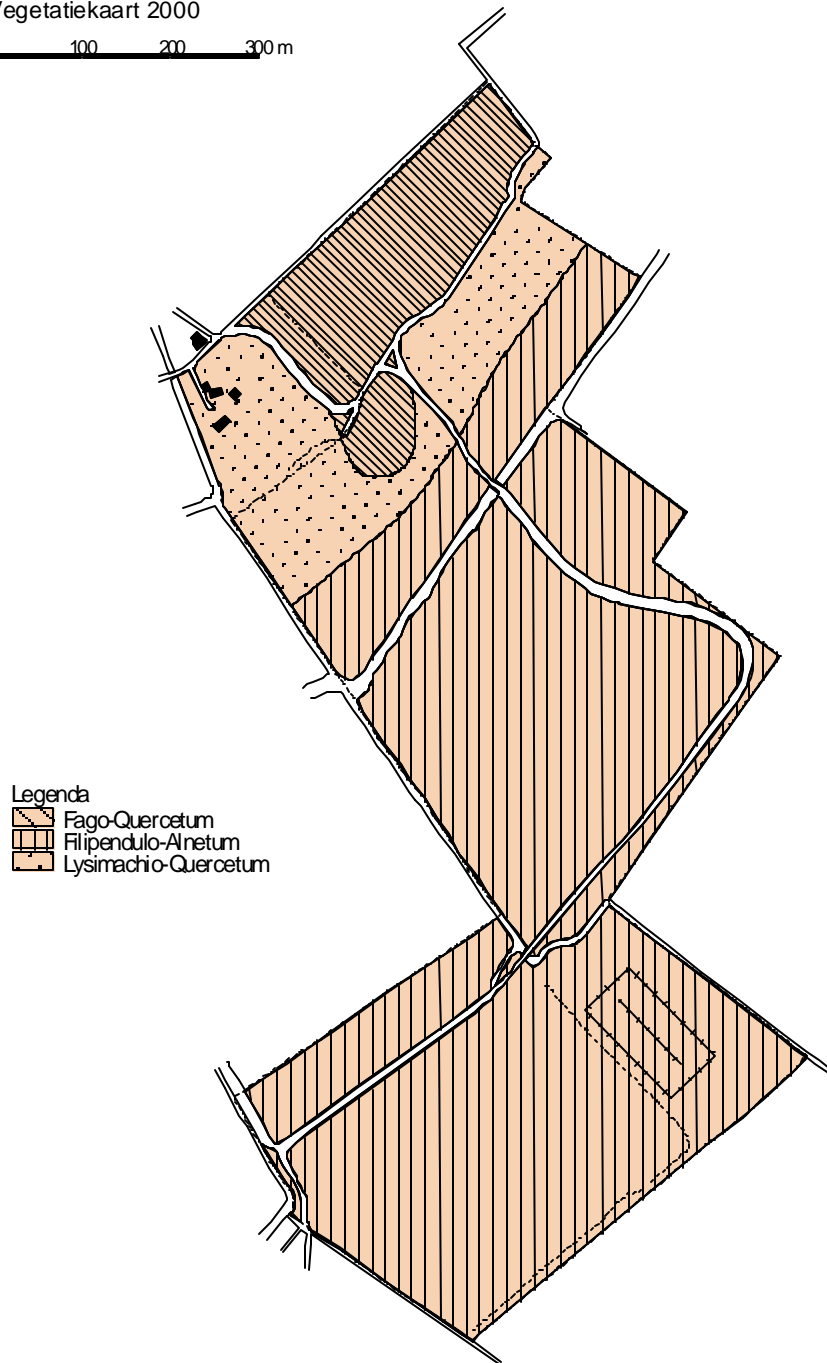 Vegetatiekaart 2000
100 200 300 m
Legenda
Fago-Quercetum
Filipendulo-Alnetum
Lysimachio-Quercetum